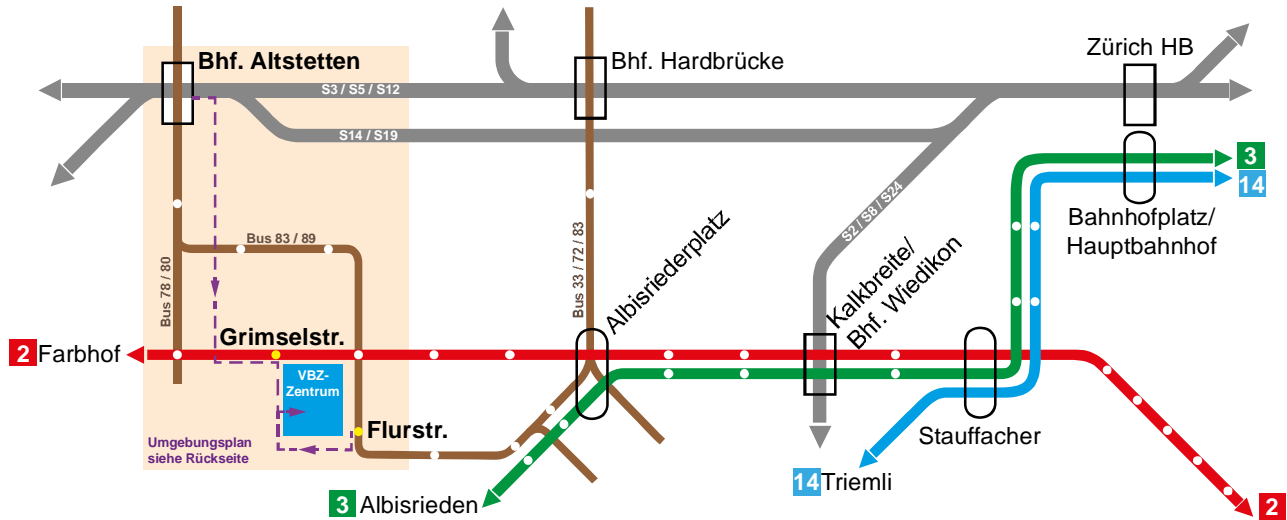 Bhf. Altstetten
Bhf. Hardbrücke
Zürich HB
S3 / S5 / S12
S14 / S19
3
14
S2 / S8 / S24
Bahnhofplatz/
Hauptbahnhof
Bus 83 / 89
Bus 78 / 80
Bus 33 / 72 / 83
Albisriederplatz
Kalkbreite/
Bhf. Wiedikon
Grimselstr.
2 Farbhof
VBZ-
Zentrum
Flurstr.
Stauffacher
Umgebungsplan
siehe Rückseite
14 Triemli
3 Albisrieden
2